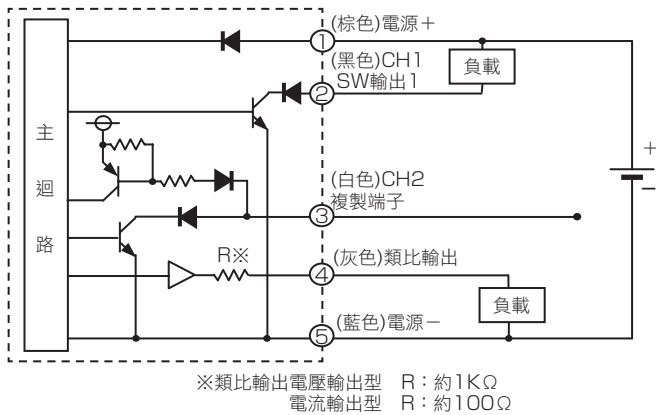 (棕色)電源＋
①
(黑色)CH1
SW輸出1
②
負載
主
迴
路
＋
－
(白色)CH2
複製端子
③
R※
(灰色)類比輸出
④
負載
(藍色)電源－
⑤
※類比輸出電壓輸出型　R：約1KΩ
電流輸出型　R：約100Ω